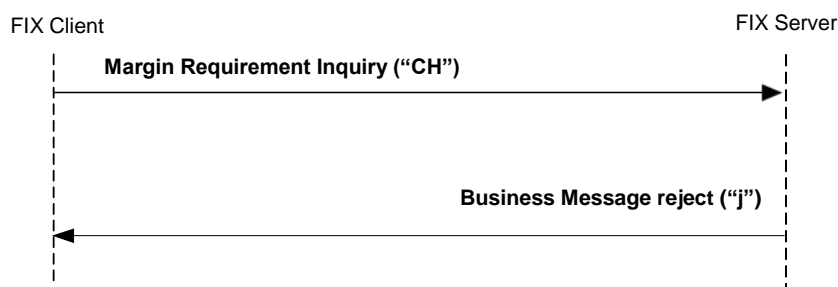 FIX Client
FIX Server
Margin Requirement Inquiry (“CH”)
Business Message reject (“j”)